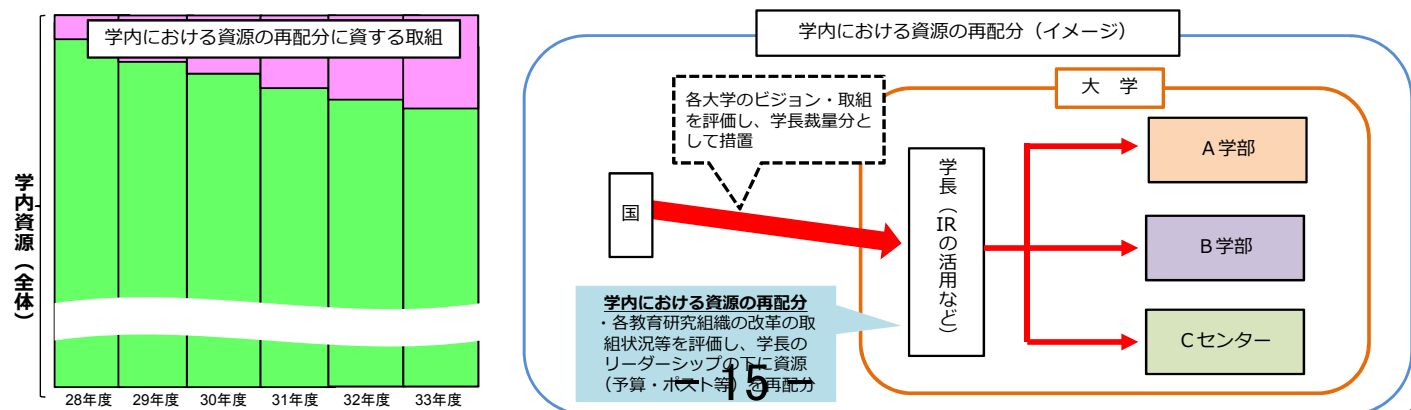 学内における資源の再配分に資する取組
学内資源（全体）
28年度 29年度 30年度 31年度 32年度 33年度
学内における資源の再配分（イメージ）
大　学
各大学のビジョン・取組
を評価し、学長裁量分と
して措置
国
学長（IRの活用など）
A学部
B学部
Cセンター
学内における資源の再配分
・各教育研究組織の改革の取
組状況等を評価し、学長の
リーダーシップの下に資源
（予算・ポスト等）を再配分
－ 15 －